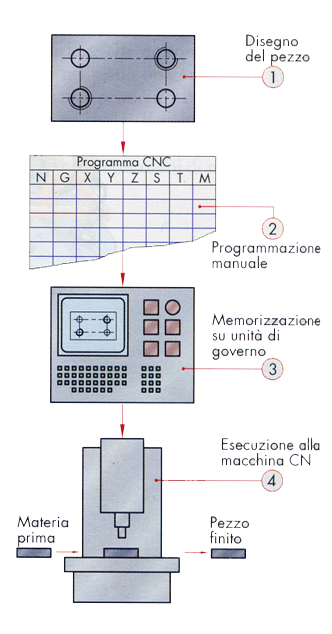 Disegno
del pezzo
1
Programma CNC
N G X Y Z S T M
2
Programmazione
manuale
Memorizzazione
su unità di
governo
3
Esecuzione alla
macchina CN
4
Materia
prima
Pezzo
finito